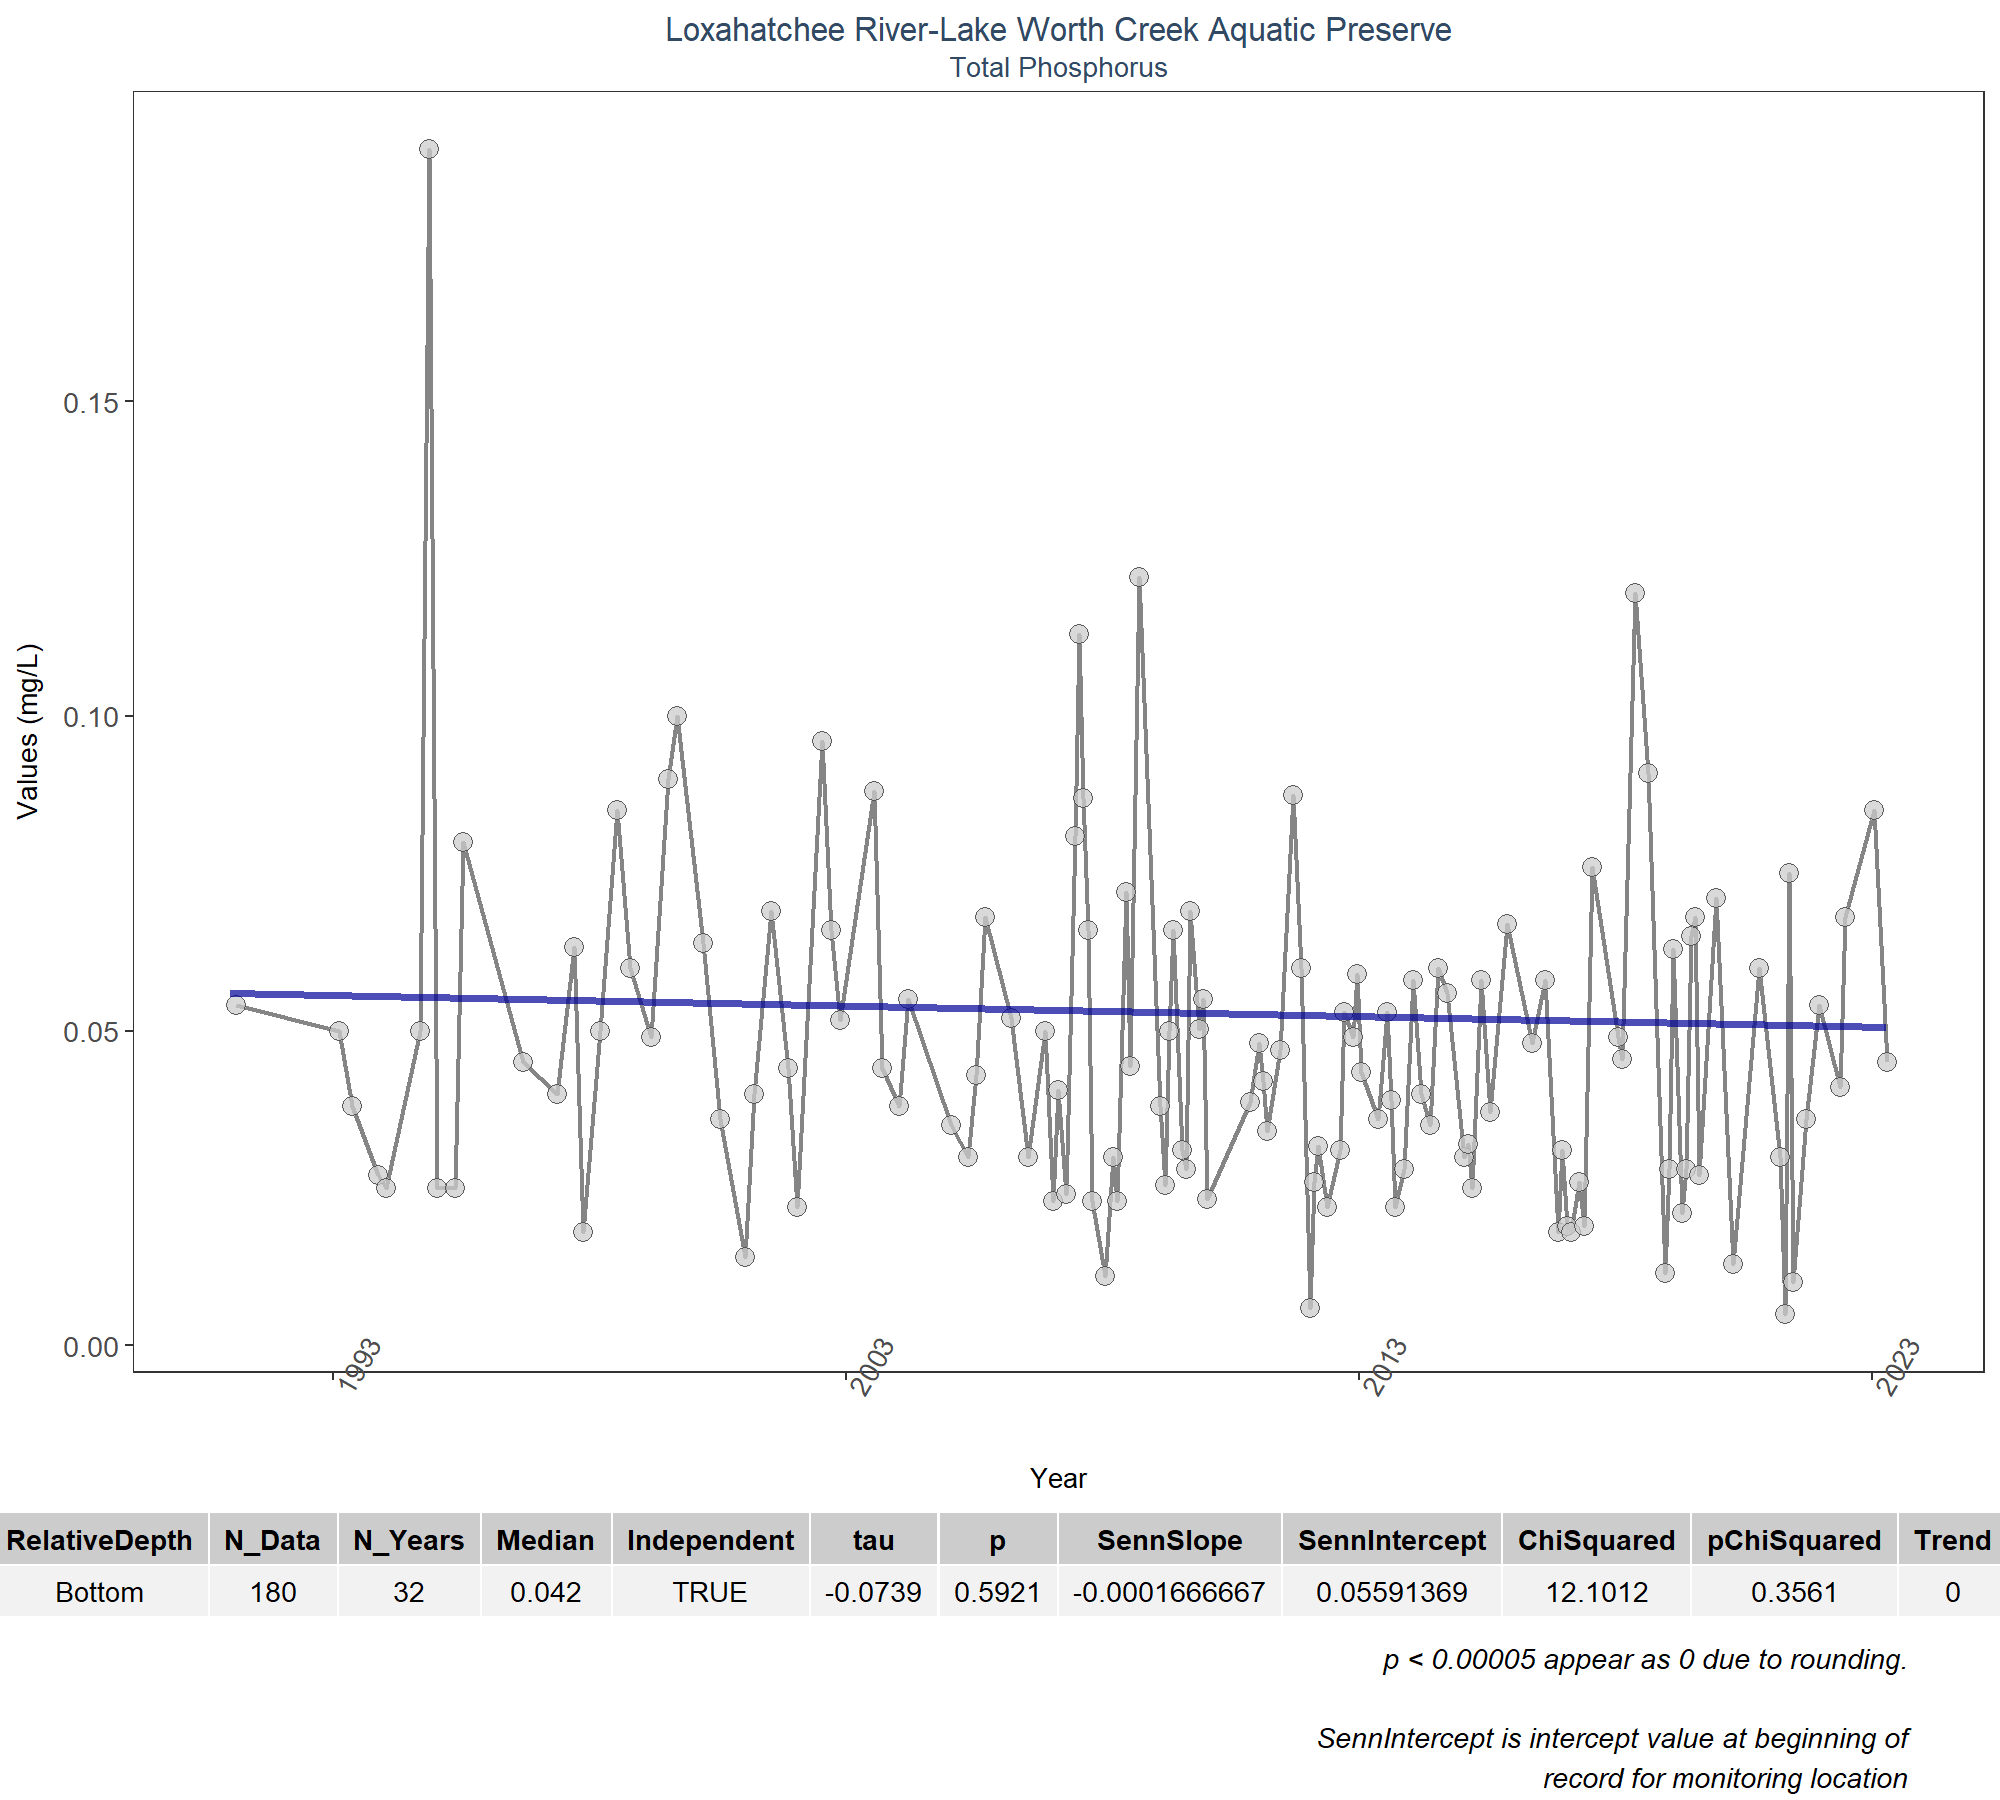 Loxahatchee River-Lake Worth Creek Aquatic Preserve
Total Phosphorus
Values (mg/L)
0.15
0.10
0.05
0.00
1993 2003 2013 2023
Year
RelativeDepth N_Data N_Years Median Independent tau p SennSlope SennIntercept ChiSquared pChiSquared Trend
Bottom 180 32 0.042 TRUE -0.0739 0.5921 -0.0001666667 0.05591369 12.1012 0.3561 0
p < 0.00005 appear as 0 due to rounding.
SennIntercept is intercept value at beginning of
record for monitoring location